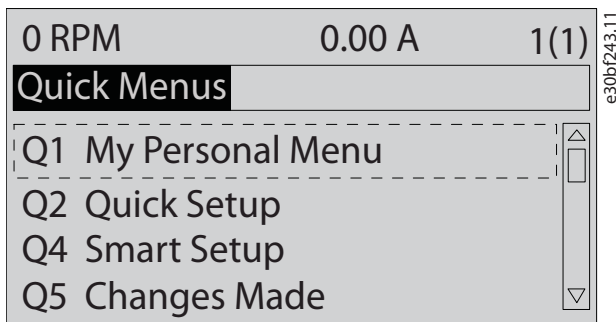 0 RPM 0.00 A 1(1)
Quick Menus
Q1 My Personal Menu
Q2 Quick Setup
Q4 Smart Setup
Q5 Changes Made
e30bf243.11